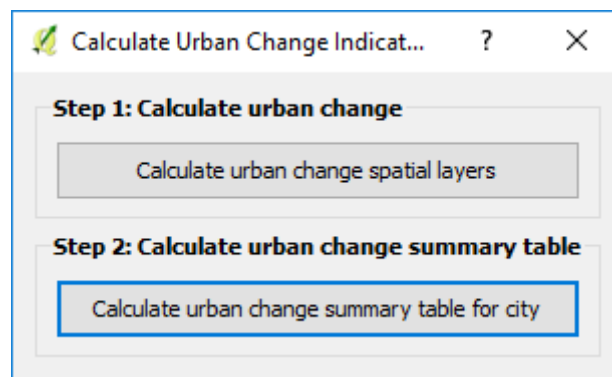 Calculate Urban Change Indicat... ?
Step 1: Calculate urban change
Calculate urban change spatial layers
Step 2: Calculate urban change summary table
Calculate urban change summary table for city